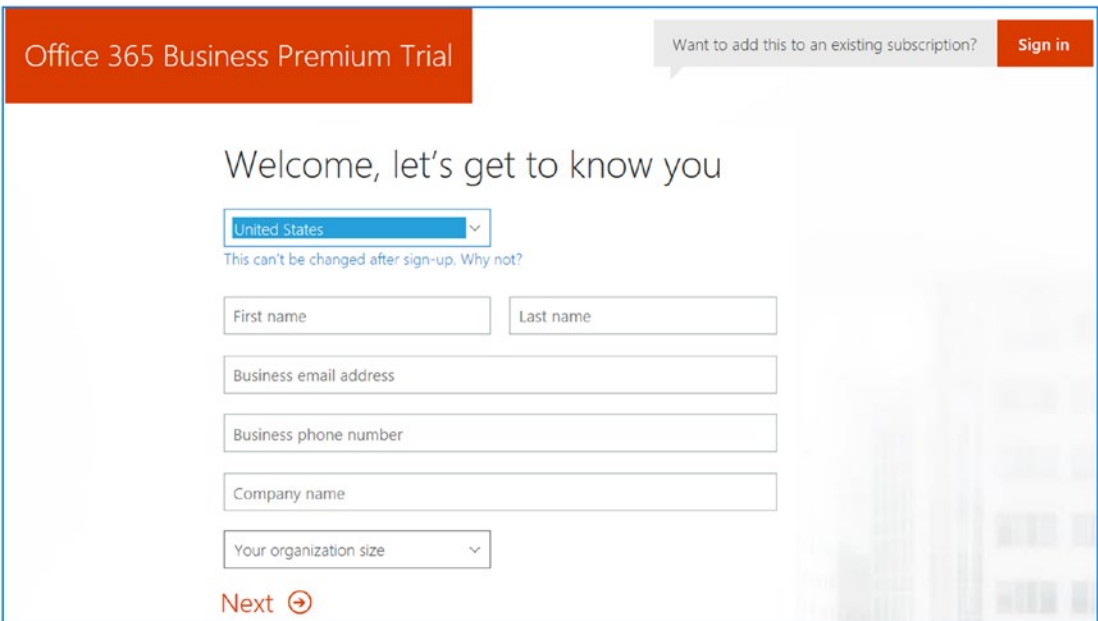 Office 365 Business Premium Trial
Want to add this to an existing subscription?
Sign in
Welcome, let's get to know you
United States
This can't be changed after sign-up. Why not?
First name
Last name
Business email address
Business phone number
Company name
Your organization size
Next